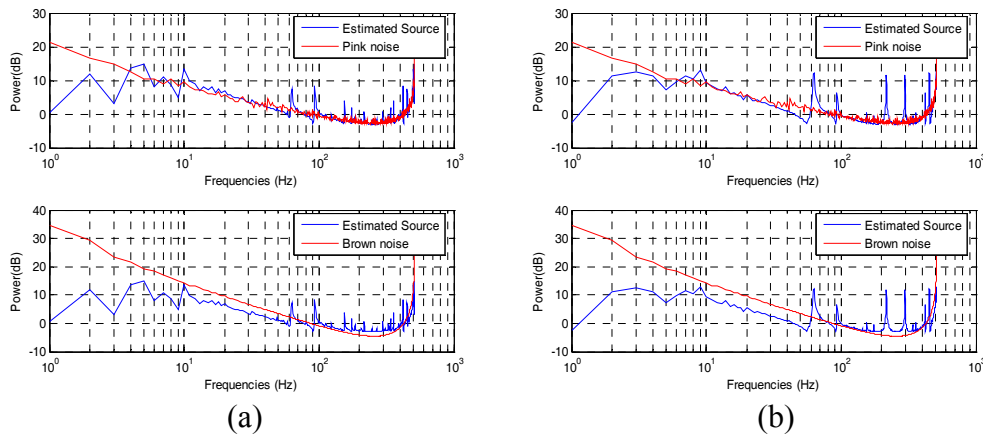 Power(dB)
30
20
10
0
-10
10^0
10^1
10^2
10^3
Frequencies (Hz)
Estimated Source
Pink noise
Power(dB)
30
20
10
0
-10
10^0
10^1
10^2
10^3
Frequencies (Hz)
Estimated Source
Pink noise
Power(dB)
40
30
20
10
0
-10
10^0
10^1
10^2
10^3
Frequencies (Hz)
Estimated Source
Brown noise
Power(dB)
40
30
20
10
0
-10
10^0
10^1
10^2
10^3
Frequencies (Hz)
Estimated Source
Brown noise
(a)
(b)